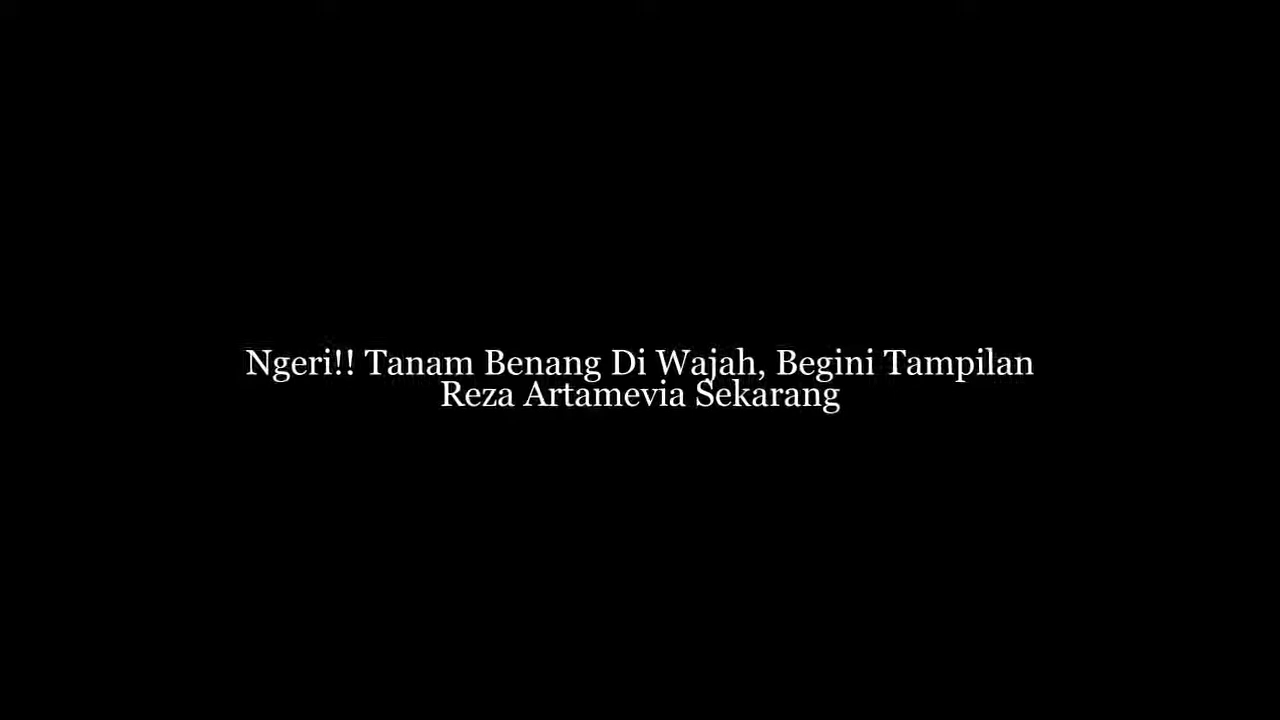 Ngeri!! Tanam Benang Di Wajah, Begini Tampilan
Reza Artamevia Sekarang